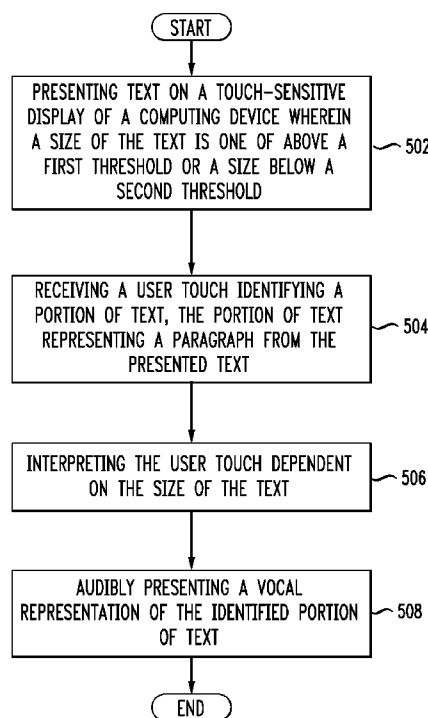 START
PRESENTING TEXT ON A TOUCH-SENSITIVE
DISPLAY OF A COMPUTING DEVICE WHEREIN
A SIZE OF THE TEXT IS ONE OF ABOVE A
FIRST THRESHOLD OR A SIZE BELOW A
SECOND THRESHOLD
502
RECEIVING A USER TOUCH IDENTIFYING A
PORTION OF TEXT, THE PORTION OF TEXT
REPRESENTING A PARAGRAPH FROM THE
PRESENTED TEXT
504
INTERPRETING THE USER TOUCH DEPENDENT
ON THE SIZE OF THE TEXT
506
AUDIBLY PRESENTING A VOCAL
REPRESENTATION OF THE IDENTIFIED PORTION
OF TEXT
508
END